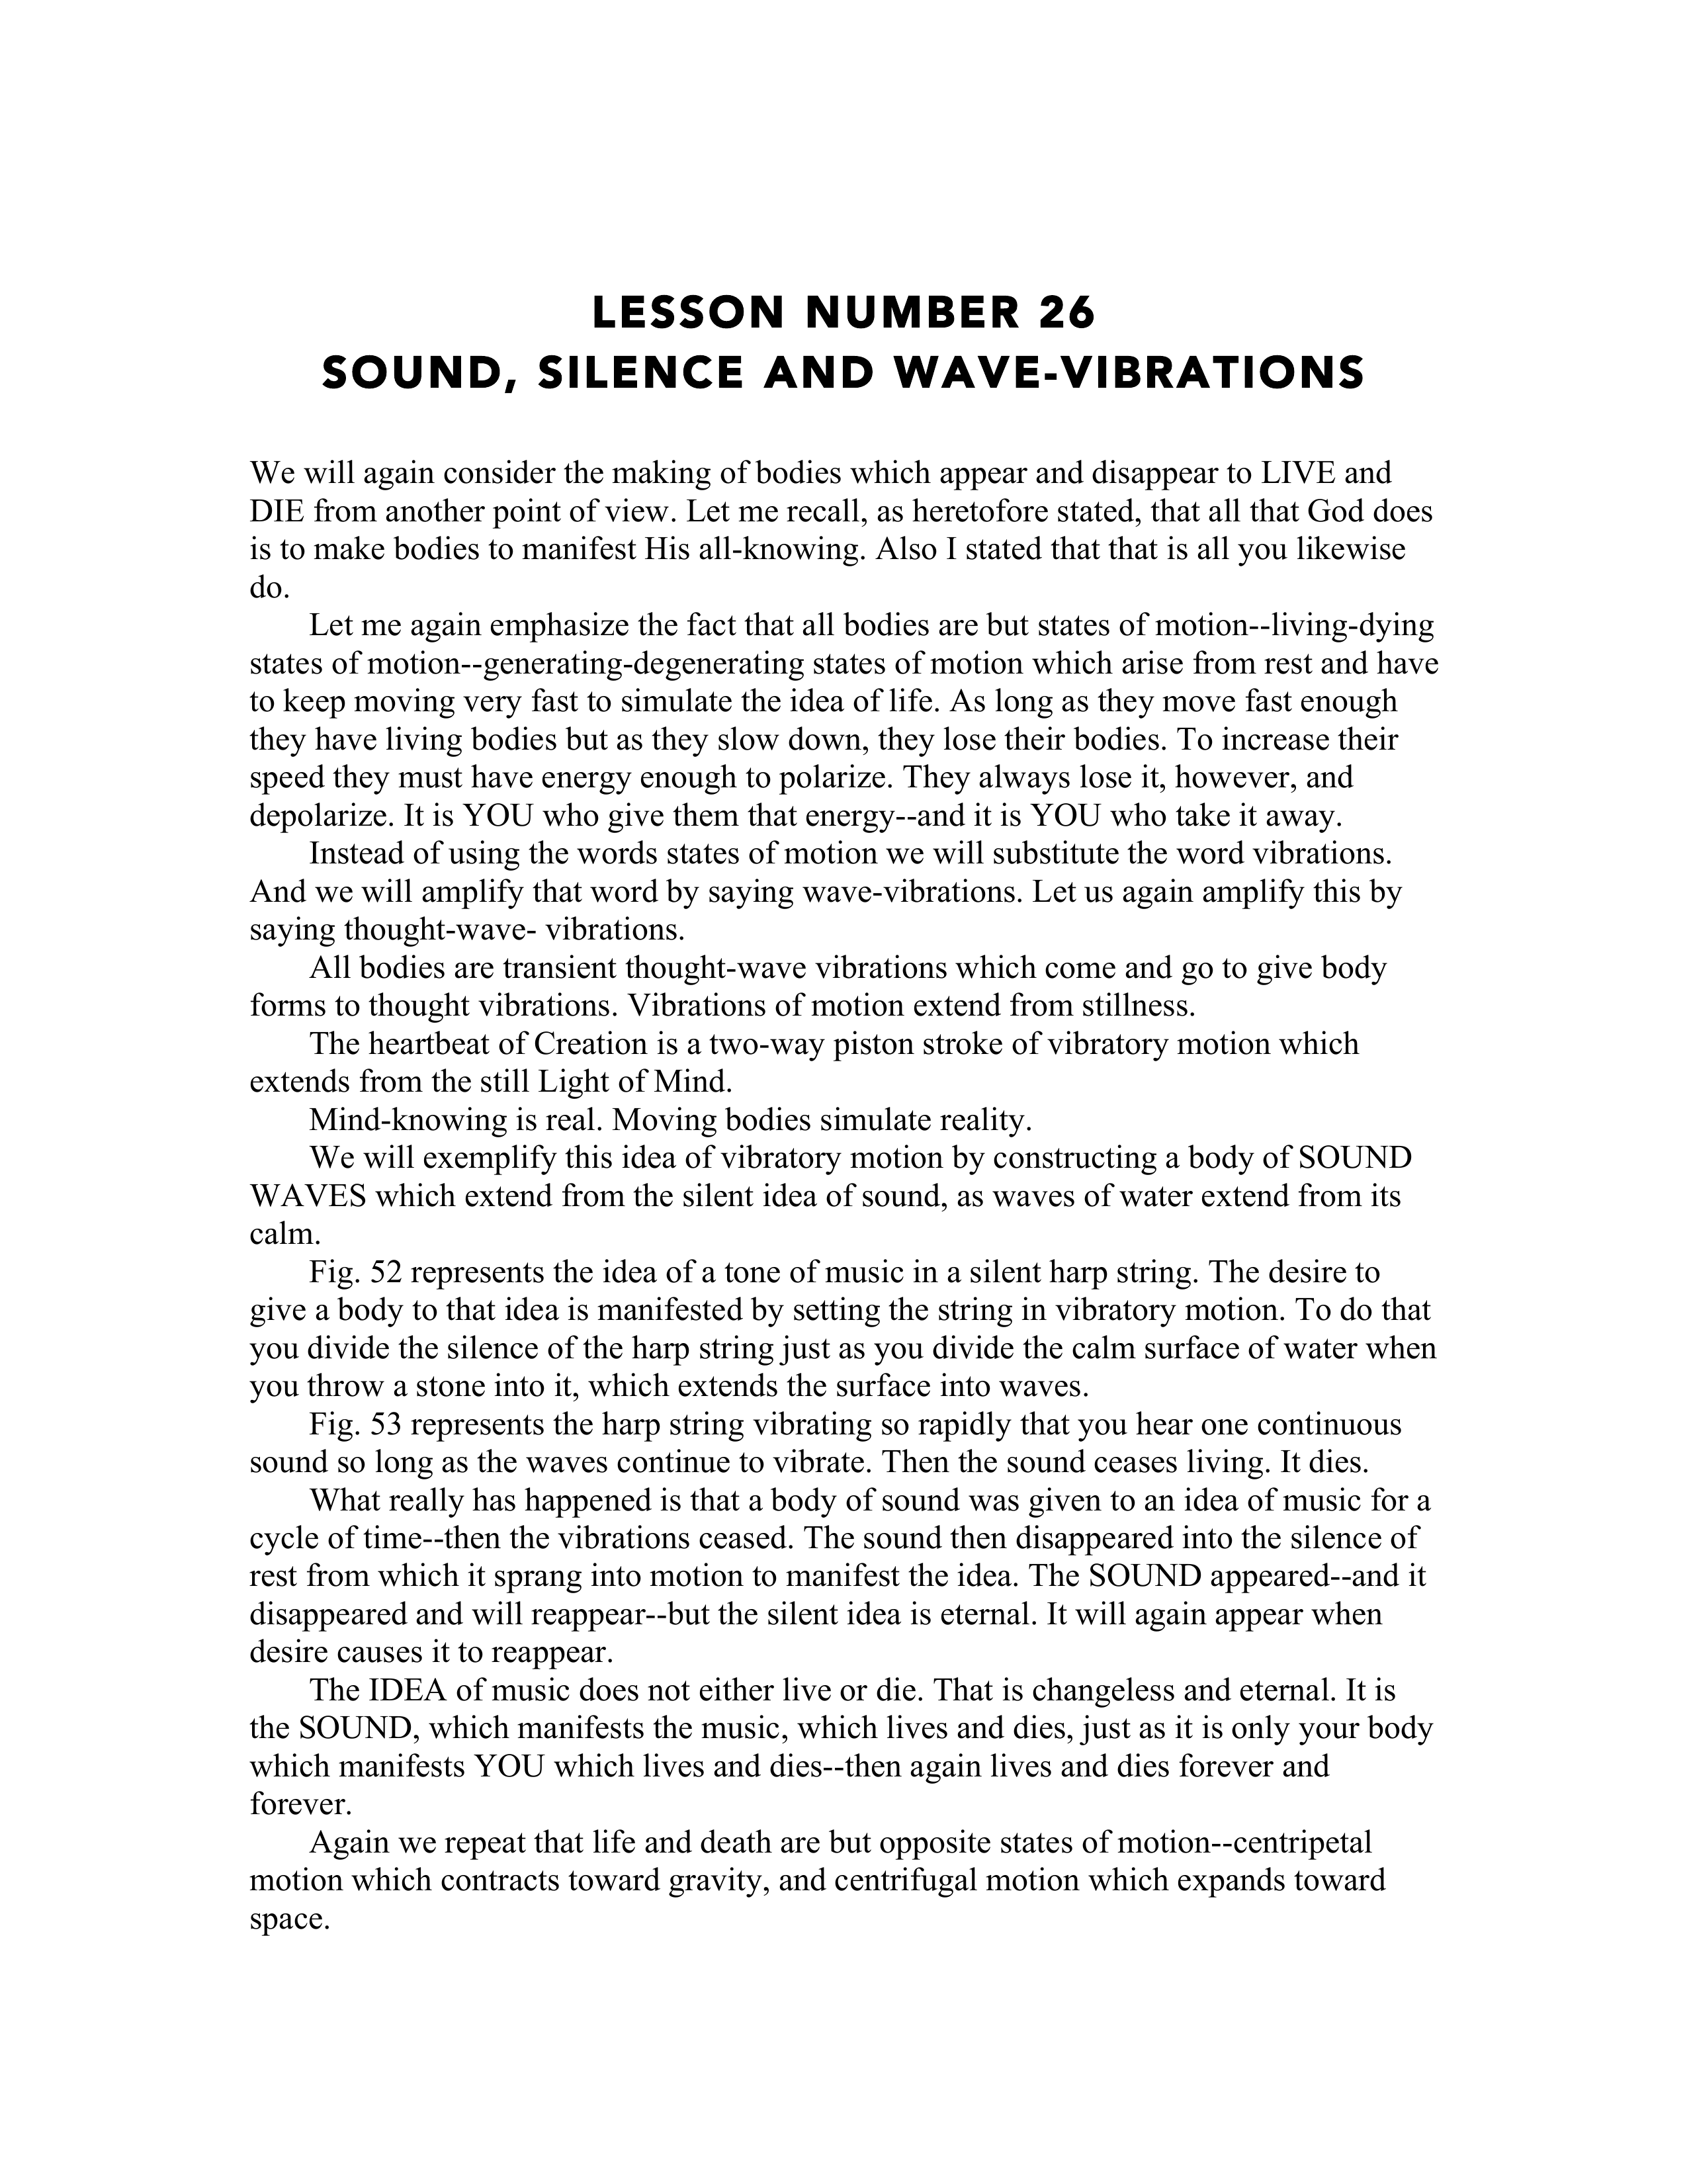 LESSON NUMBER 26
SOUND, SILENCE AND WAVE-VIBRATIONS
We will again consider the making of bodies which appear and disappear to LIVE and
DIE from another point of view. Let me recall, as heretofore stated, that all that God does
is to make bodies to manifest His all-knowing. Also I stated that that is all you likewise
do.
Let me again emphasize the fact that all bodies are but states of motion--living-dying
states of motion--generating-degenerating states of motion which arise from rest and have
to keep moving very fast to simulate the idea of life. As long as they move fast enough
they have living bodies but as they slow down, they lose their bodies. To increase their
speed they must have energy enough to polarize. They always lose it, however, and
depolarize. It is YOU who give them that energy--and it is YOU who take it away.
Instead of using the words states of motion we will substitute the word vibrations.
And we will amplify that word by saying wave-vibrations. Let us again amplify this by
saying thought-wave- vibrations.
All bodies are transient thought-wave vibrations which come and go to give body
forms to thought vibrations. Vibrations of motion extend from stillness.
The heartbeat of Creation is a two-way piston stroke of vibratory motion which
extends from the still Light of Mind.
Mind-knowing is real. Moving bodies simulate reality.
We will exemplify this idea of vibratory motion by constructing a body of SOUND
WAVES which extend from the silent idea of sound, as waves of water extend from its
calm.
Fig. 52 represents the idea of a tone of music in a silent harp string. The desire to
give a body to that idea is manifested by setting the string in vibratory motion. To do that
you divide the silence of the harp string just as you divide the calm surface of water when
you throw a stone into it, which extends the surface into waves.
Fig. 53 represents the harp string vibrating so rapidly that you hear one continuous
sound so long as the waves continue to vibrate. Then the sound ceases living. It dies.
What really has happened is that a body of sound was given to an idea of music for a
cycle of time--then the vibrations ceased. The sound then disappeared into the silence of
rest from which it sprang into motion to manifest the idea. The SOUND appeared--and it
disappeared and will reappear--but the silent idea is eternal. It will again appear when
desire causes it to reappear.
The IDEA of music does not either live or die. That is changeless and eternal. It is
the SOUND, which manifests the music, which lives and dies, just as it is only your body
which manifests YOU which lives and dies--then again lives and dies forever and
forever.
Again we repeat that life and death are but opposite states of motion--centripetal
motion which contracts toward gravity, and centrifugal motion which expands toward
space.